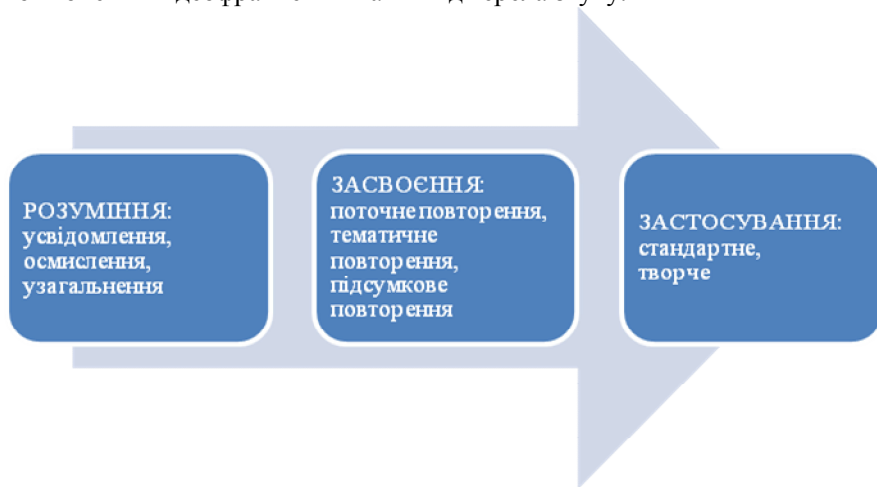 РОЗУМІННЯ:
усвідомлення,
осмислення,
узагальнення
ЗАСВОЄННЯ:
поточне повторення,
тематичне
повторення,
підсумкове
повторення
ЗАСТОСУВАННЯ:
стандартне,
творче